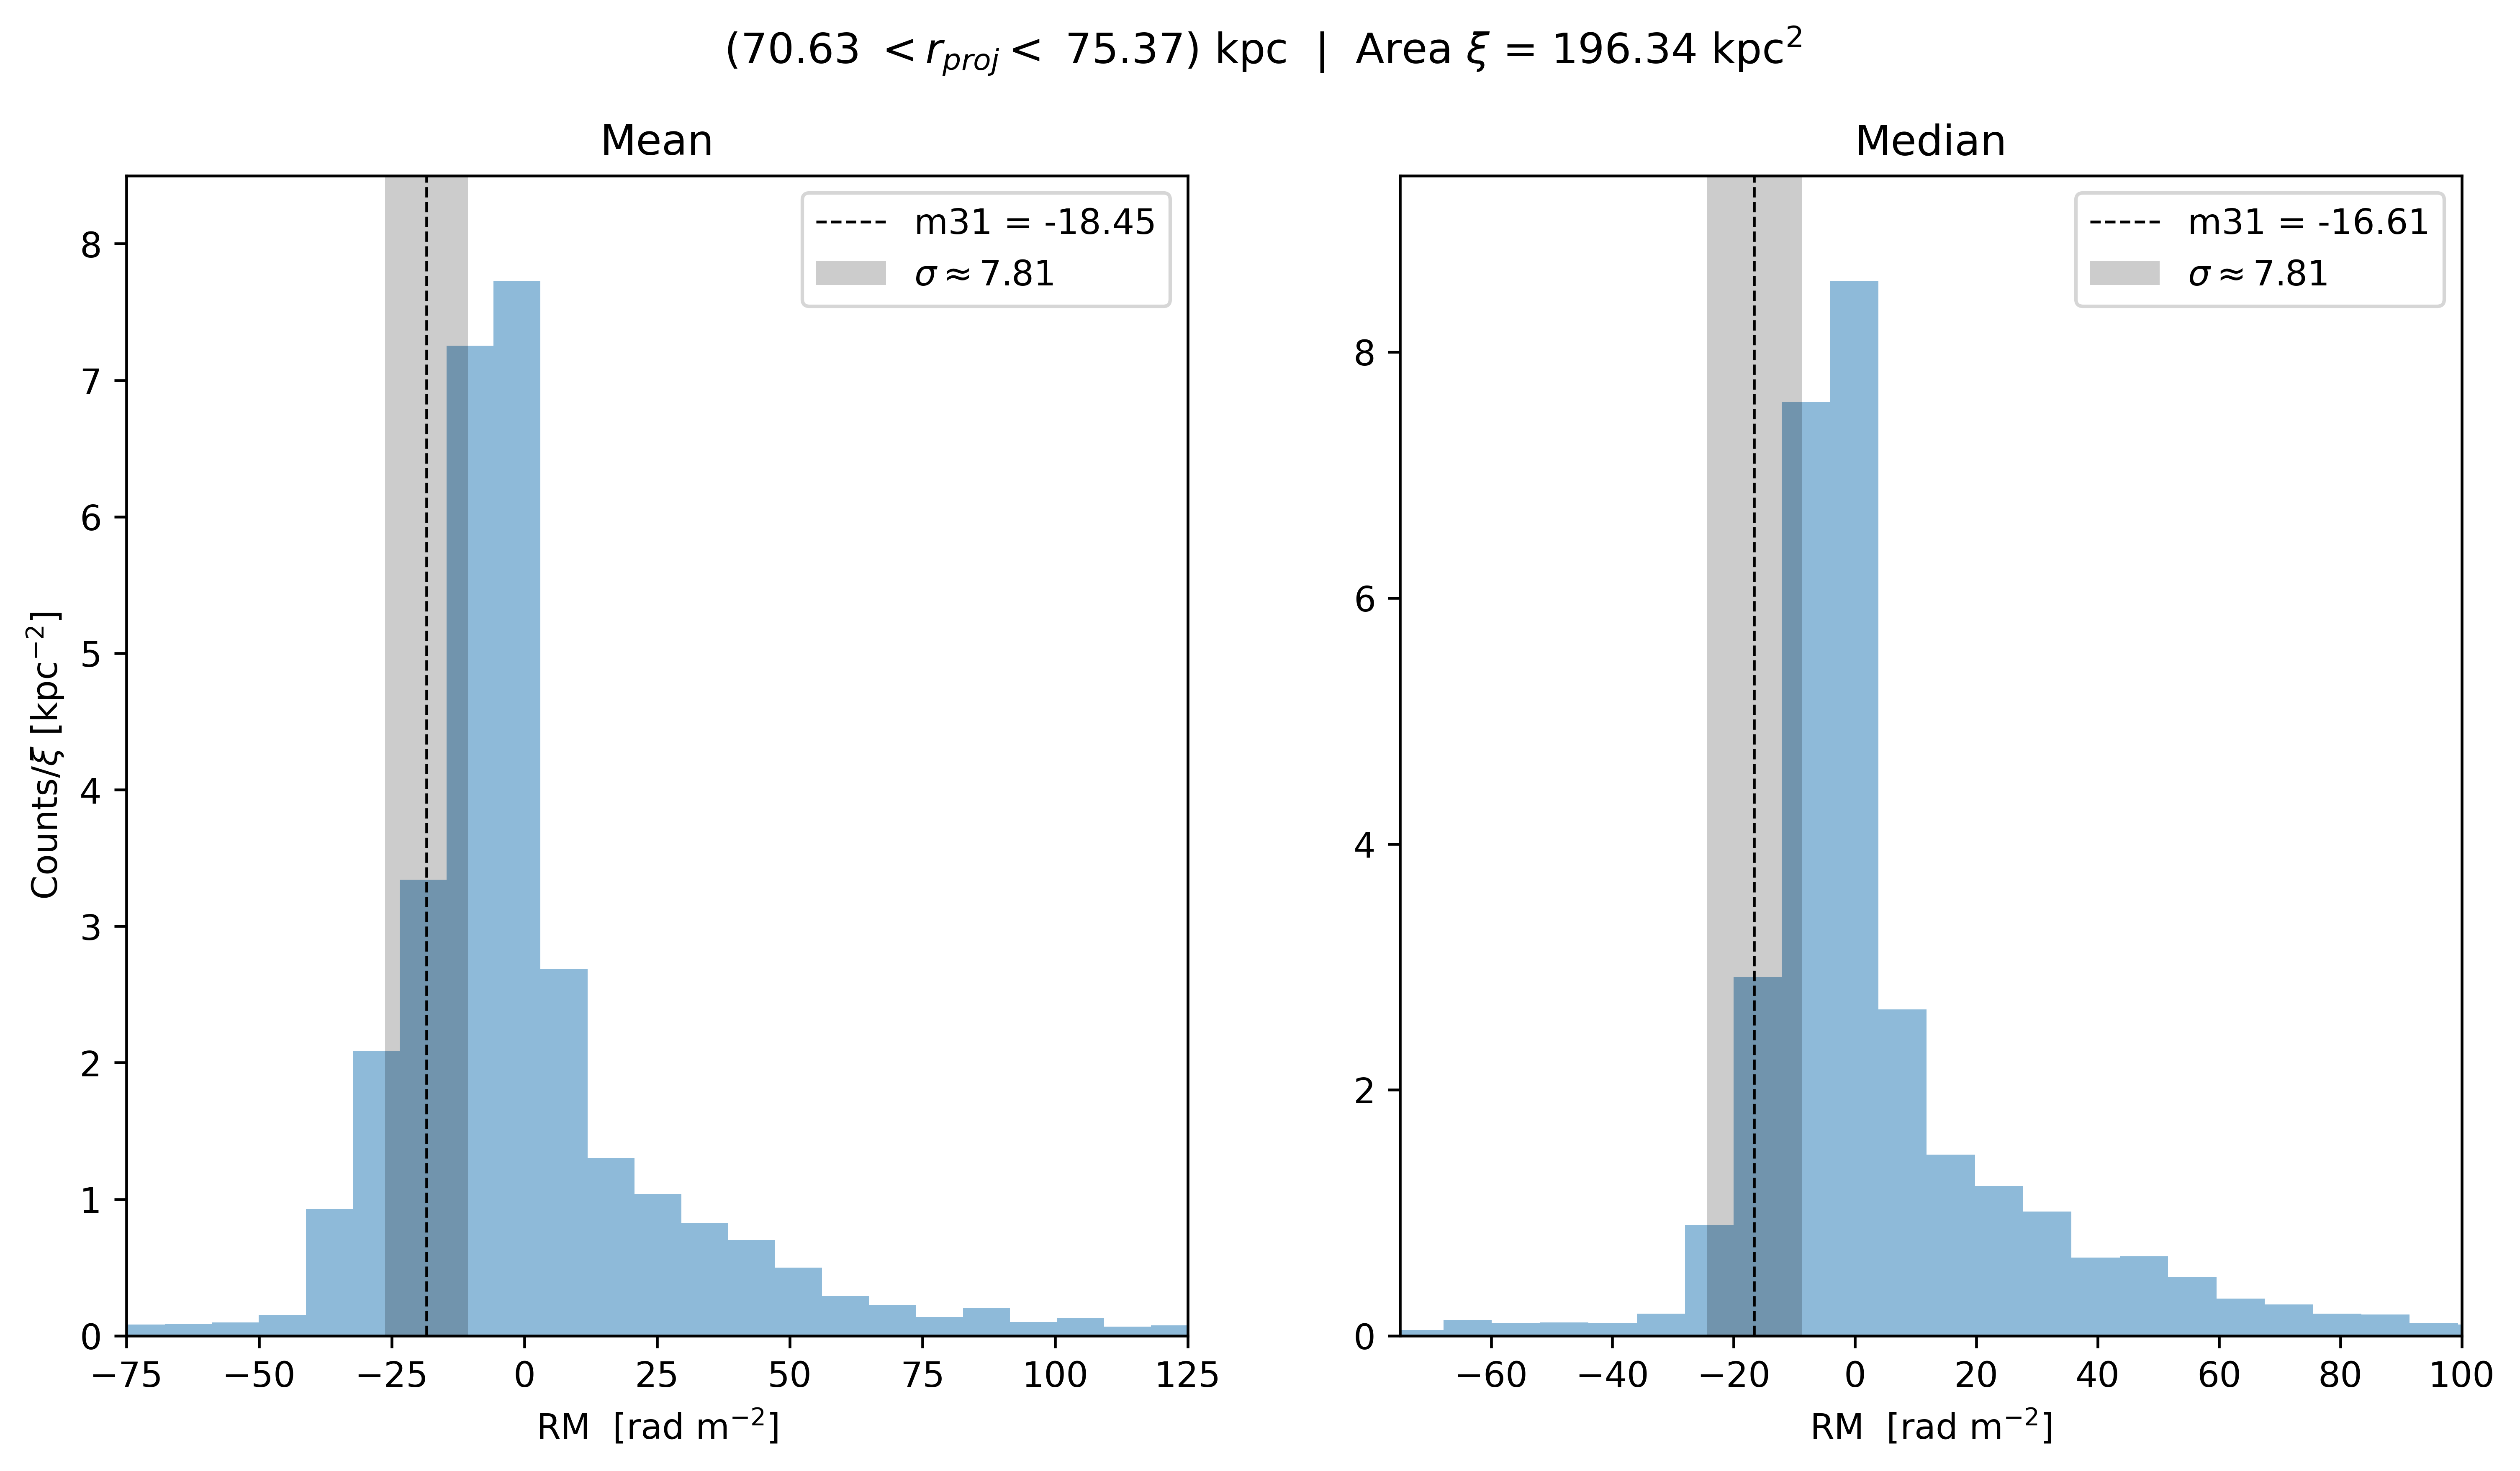 (70.63 < r_proj < 75.37) kpc | Area ξ = 196.34 kpc²
Mean
m31 = -18.45
σ ≈ 7.81
8
7
6
5
4
3
2
1
0
Counts/ξ [kpc⁻²]
−75 −50 −25 0 25 50 75 100 125
RM [rad m⁻²]
Median
m31 = -16.61
σ ≈ 7.81
8
6
4
2
0
−60 −40 −20 0 20 40 60 80 100
RM [rad m⁻²]